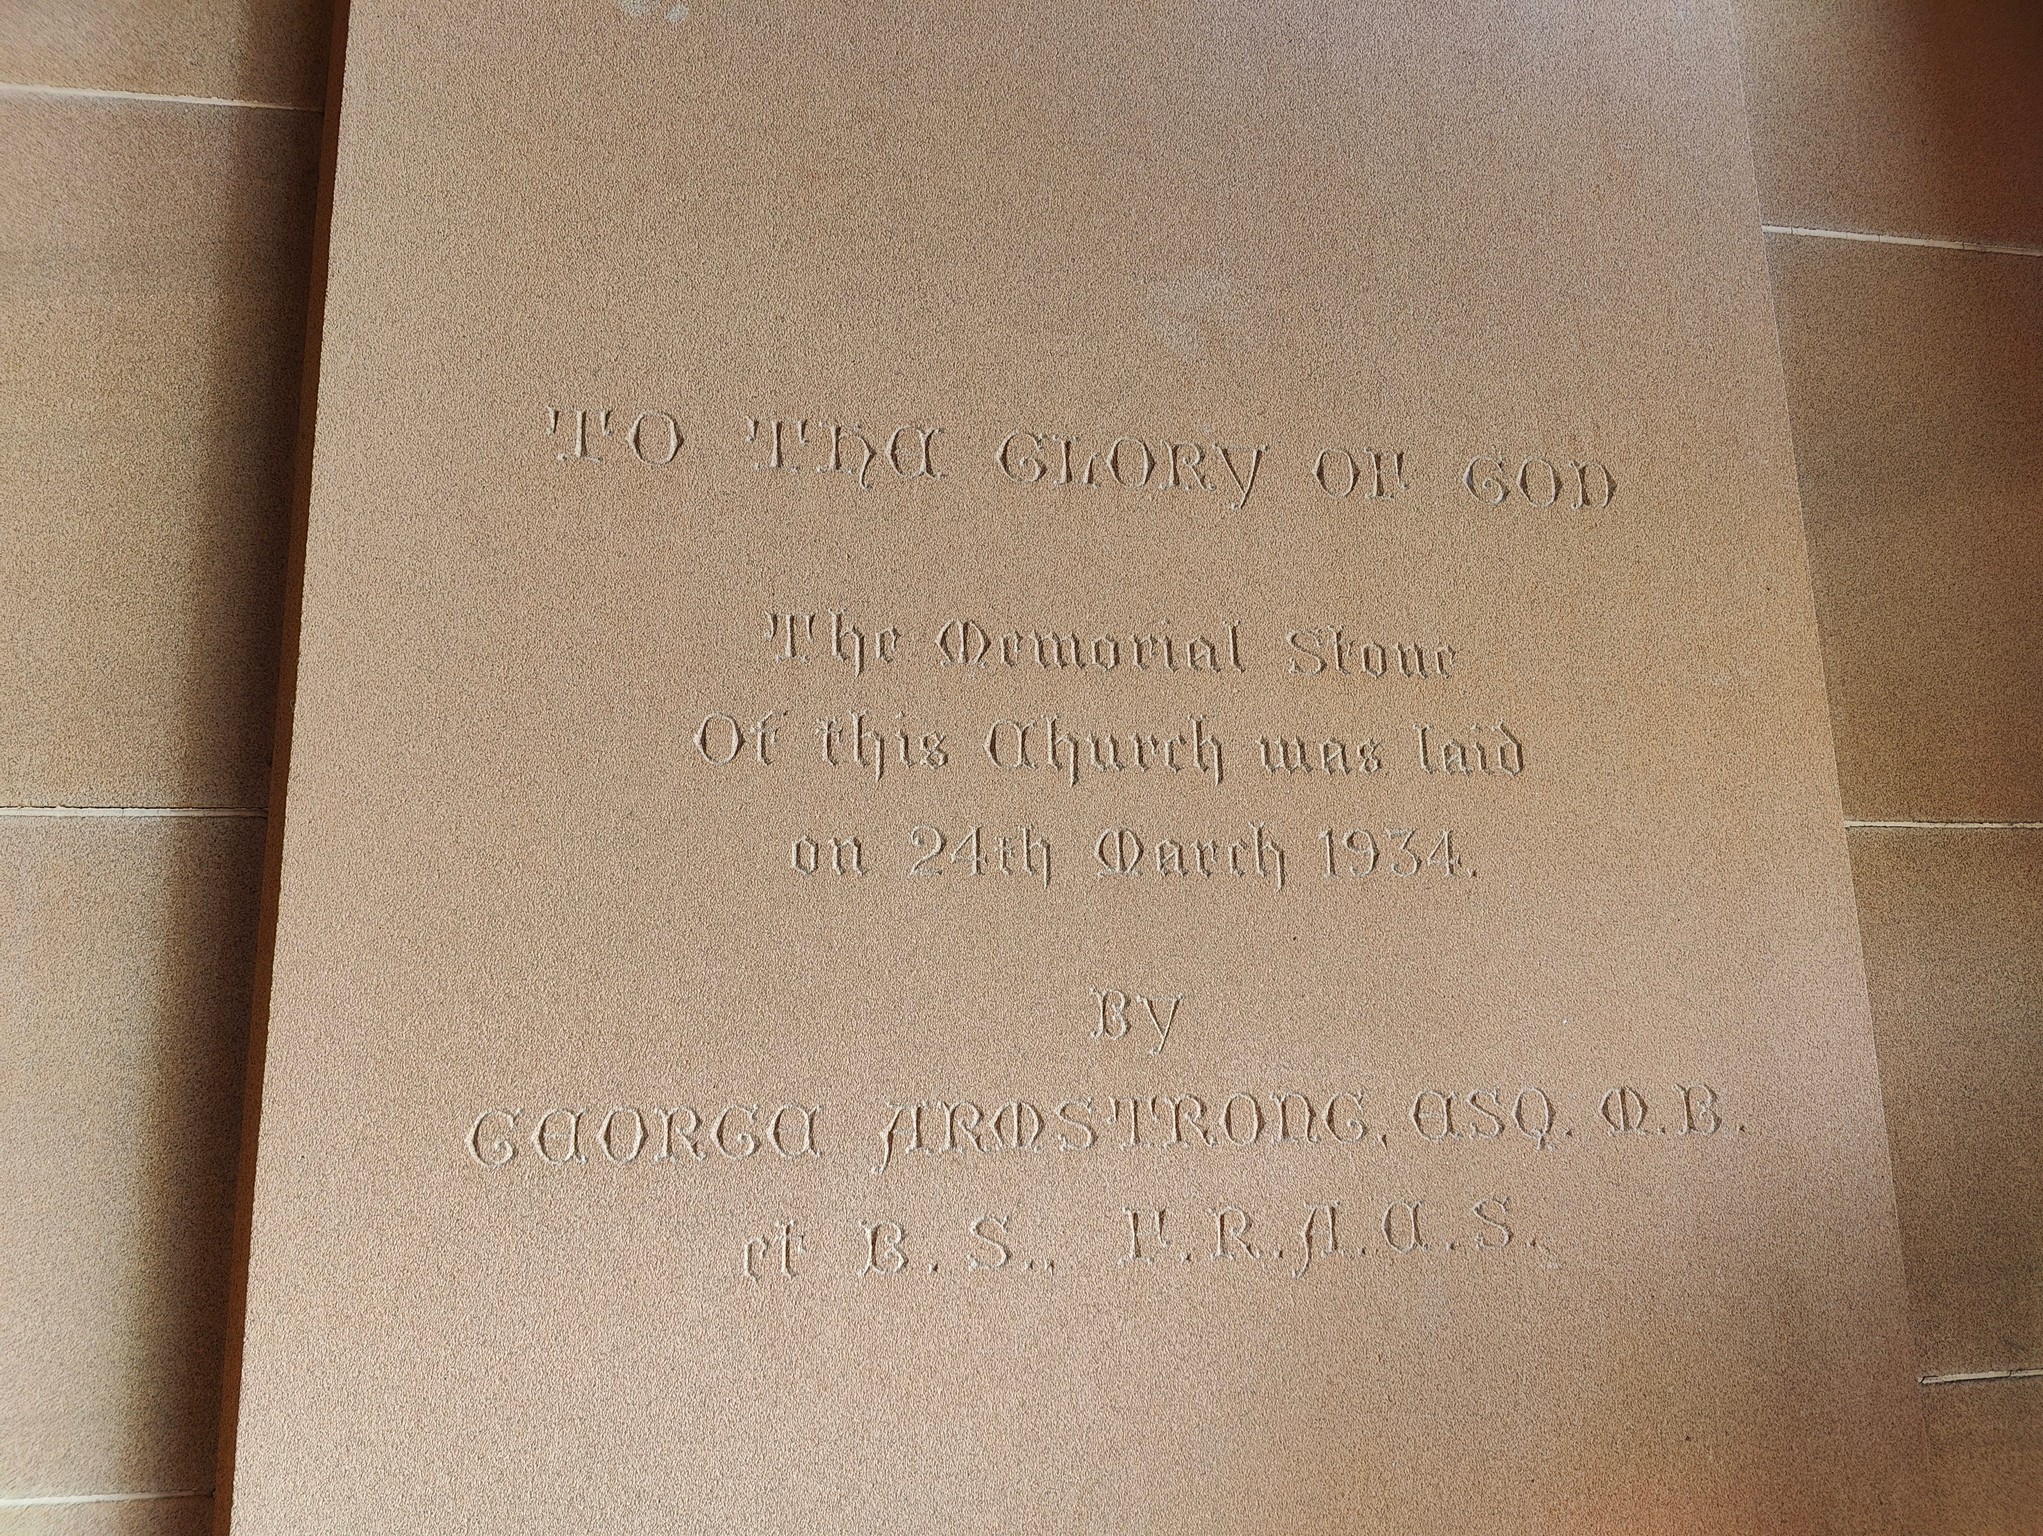 TO THE GLORY OF GOD
The Memorial Stone
Of this Church was laid
on 24th March 1934.
By
GEORGE ARMSTRONG, ESQ. M.B.
et B. S., F.R.A.C.S.